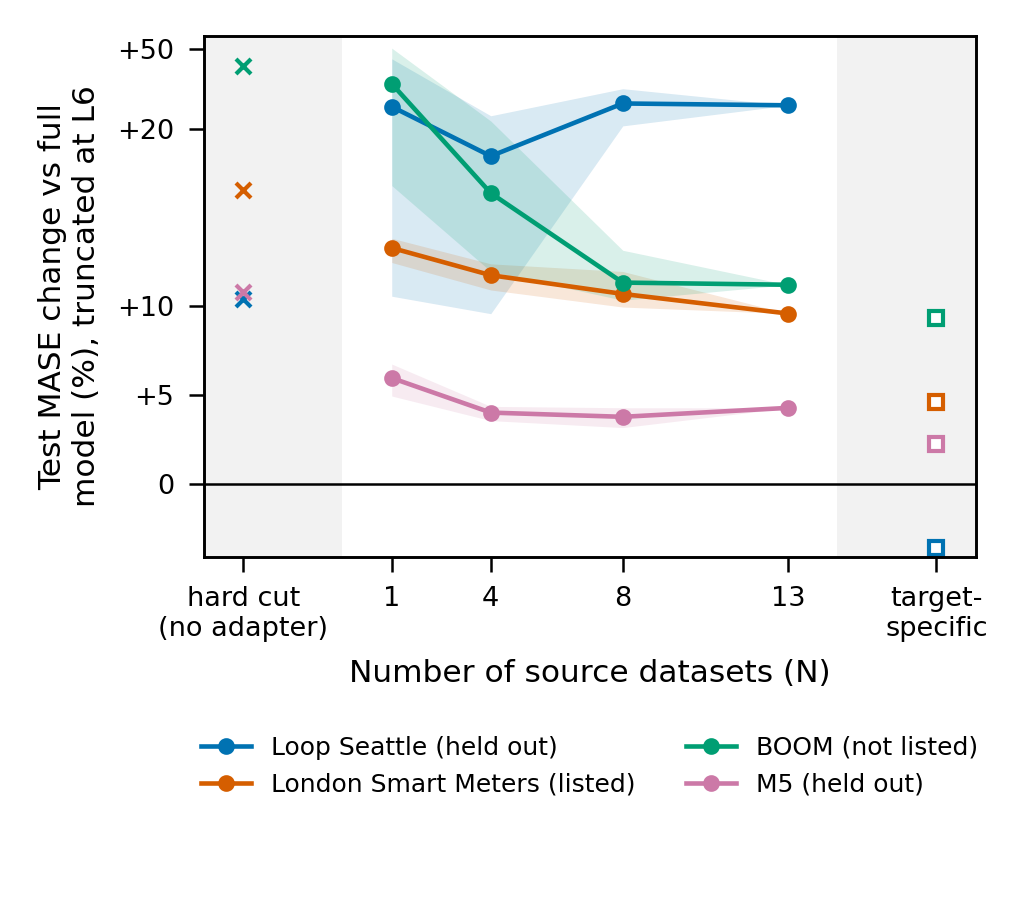 Test MASE change vs full
model (%), truncated at L6
+50
+20
+10
+5
0
hard cut
(no adapter)
1
4
8
13
target-
specific
Number of source datasets (N)
Loop Seattle (held out)
London Smart Meters (listed)
BOOM (not listed)
M5 (held out)